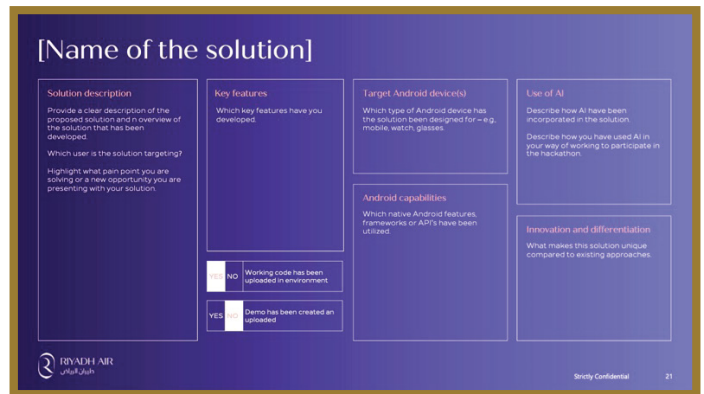 [Name of the solution]
Solution description
Provide a clear description of the
proposed solution and n overview of
the solution that has been
developed.
Which user is the solution targeting?
Highlight what pain point you are
solving or a new opportunity you are
presenting with your solution.
Key features
Which key features have you
developed.
YES NO Working code has been
uploaded in environment
YES NO Demo has been created an
uploaded
Target Android device(s)
Which type of Android device has
the solution been designed for – e.g,
mobile, watch, glasses.
Android capabilities
Which native Android features,
frameworks or API's have been
utilized.
Use of AI
Describe how AI have been
incorporated in the solution.
Describe how you have used AI in
your way of working to participate in
the hackathon.
Innovation and differentiation
What makes this solution unique
compared to existing approaches.
RIYADH AIR
طيران الرياض
Strictly Confidential 21